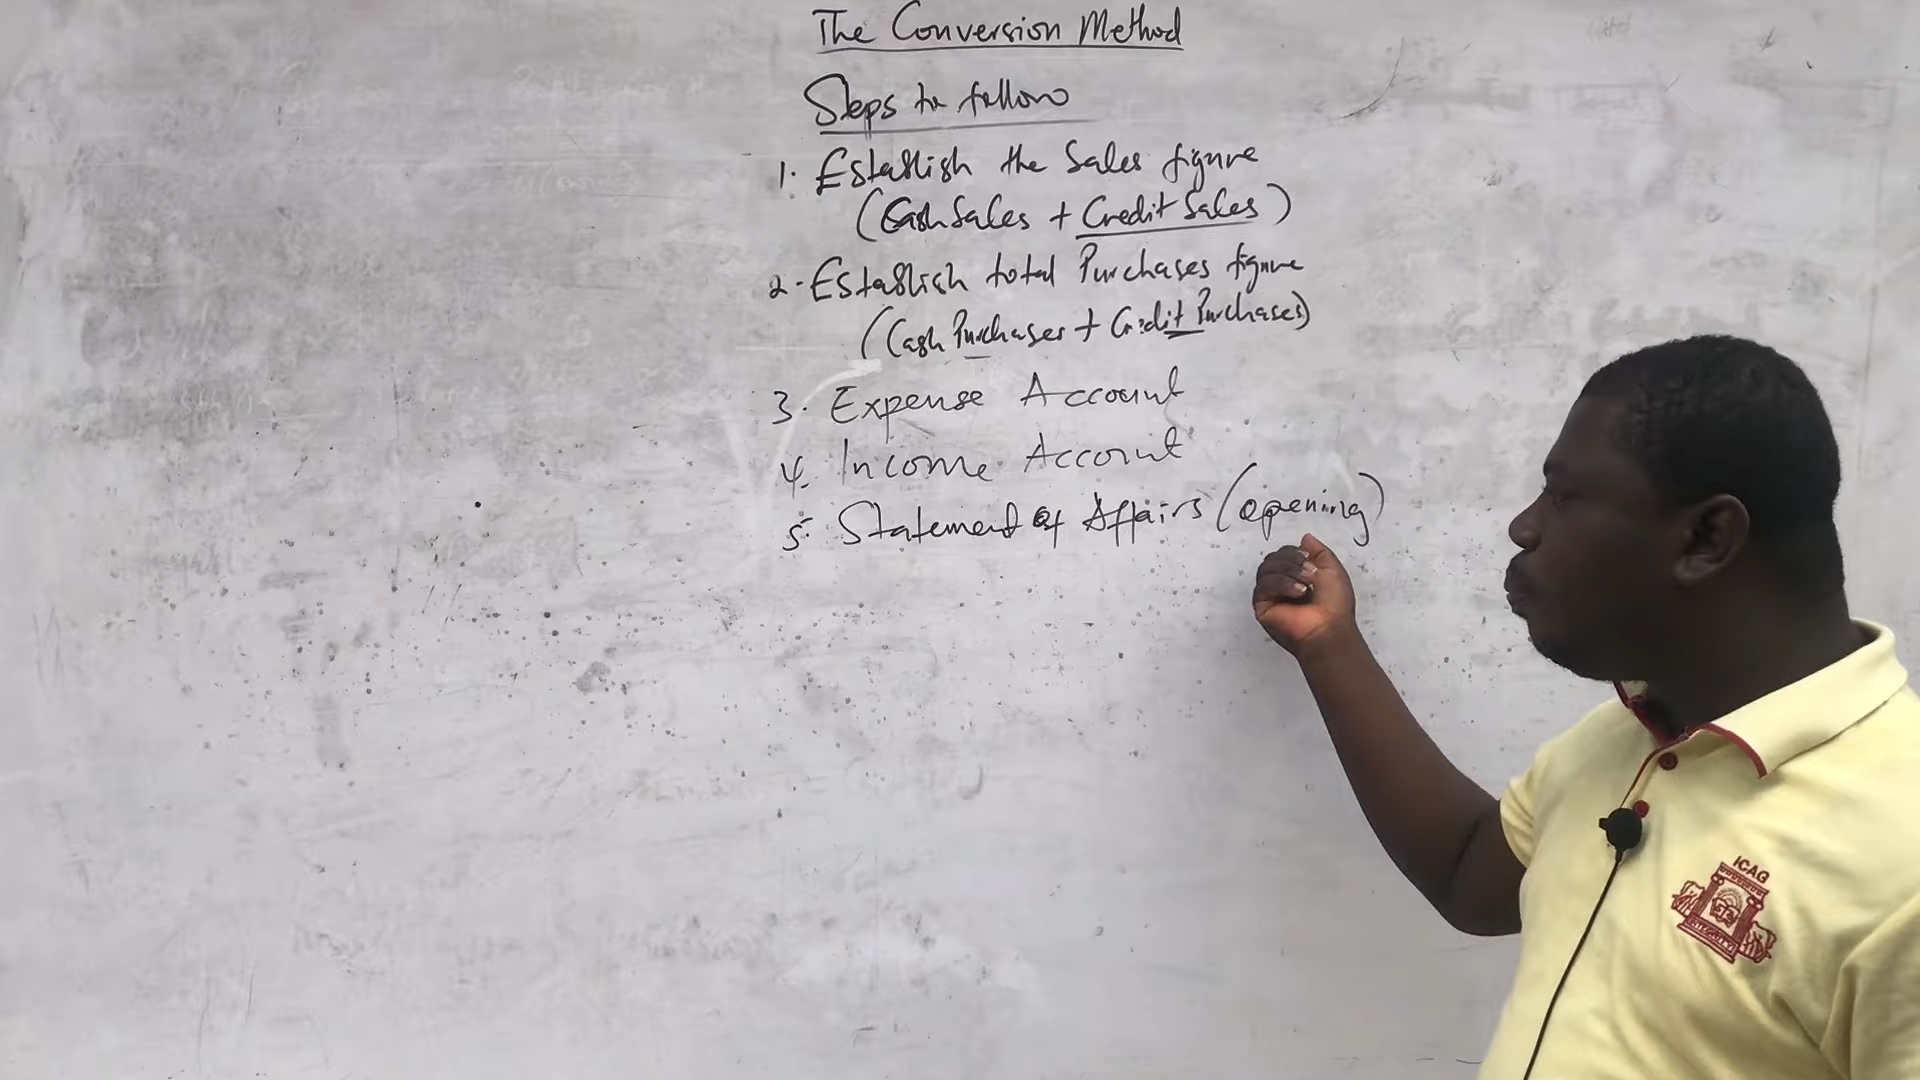 The Conversion Method
Steps to follow
1. Establish the Sales figure
(Cash Sales + Credit Sales)
2. Establish total Purchases figure
(Cash Purchases + Credit Purchases)
3. Expense Account
4. Income Account
5. Statement of Affairs (opening)
ICAG
INTEGRITY